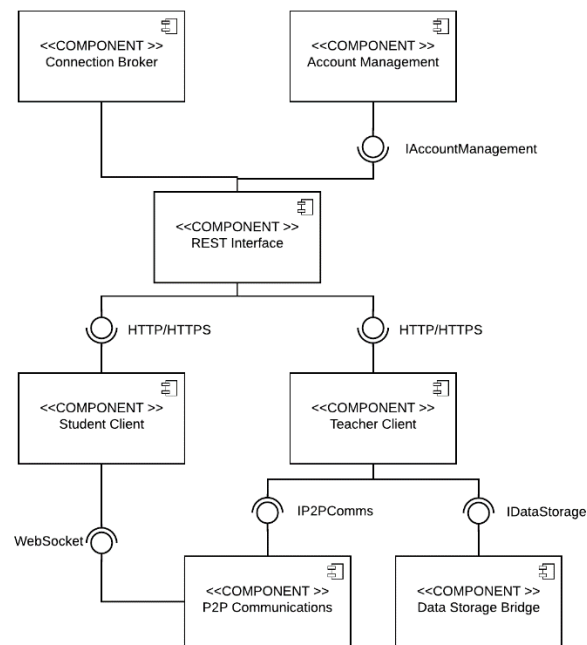 <<COMPONENT >>
Connection Broker
<<COMPONENT >>
Account Management
IAccountManagement
<<COMPONENT >>
REST Interface
HTTP/HTTPS
HTTP/HTTPS
<<COMPONENT >>
Student Client
<<COMPONENT >>
Teacher Client
WebSocket
IP2PComms
IDataStorage
<<COMPONENT >>
P2P Communications
<<COMPONENT >>
Data Storage Bridge